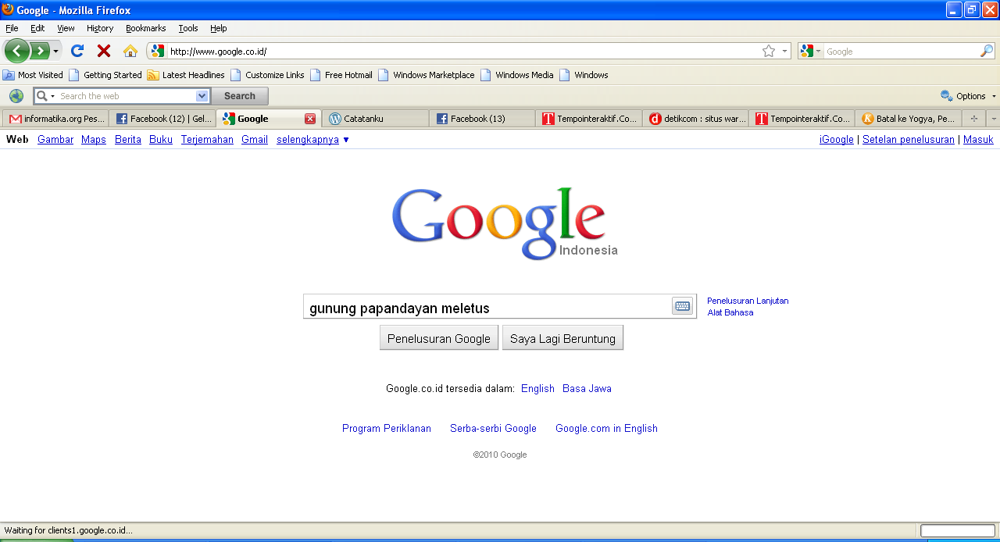 Google - Mozilla Firefox
File Edit View History Bookmarks Tools Help
http://www.google.co.id/ Google
Most Visited Getting Started Latest Headlines Customize Links Free Hotmail Windows Marketplace Windows Media Windows
Search the web Search Options
informatika.org Pes... Facebook (12) | Gel... Google Catatanku Facebook (13) Tempointeraktif.Co... detikcom : situs war... Tempointeraktif.Co... Batal ke Yogya, Pe...
Web Gambar Maps Berita Buku Terjemahan Gmail selengkapnya ▼ iGoogle | Setelan penelusuran | Masuk
Google
Indonesia
gunung papandayan meletus
Penelusuran Lanjutan
Alat Bahasa
Penelusuran Google Saya Lagi Beruntung
Google.co.id tersedia dalam: English Basa Jawa
Program Periklanan Serba-serbi Google Google.com in English
©2010 Google
Waiting for clients1.google.co.id...